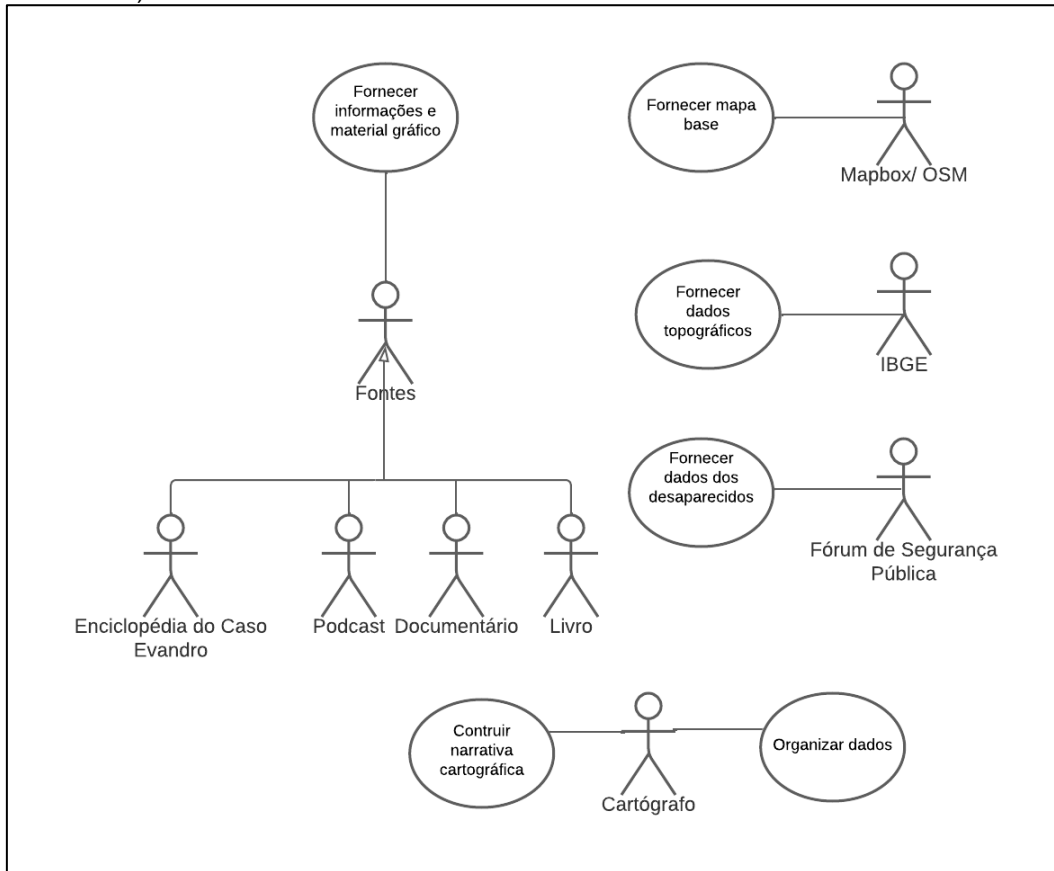 Fornecer
informações e
material gráfico
Fornecer mapa
base
Mapbox/ OSM
Fornecer
dados
topográficos
IBGE
Fontes
Fornecer
dados dos
desaparecidos
Fórum de Segurança
Pública
Enciclopédia do Caso
Evandro
Podcast
Documentário
Livro
Contruir
narrativa
cartográfica
Cartógrafo
Organizar dados